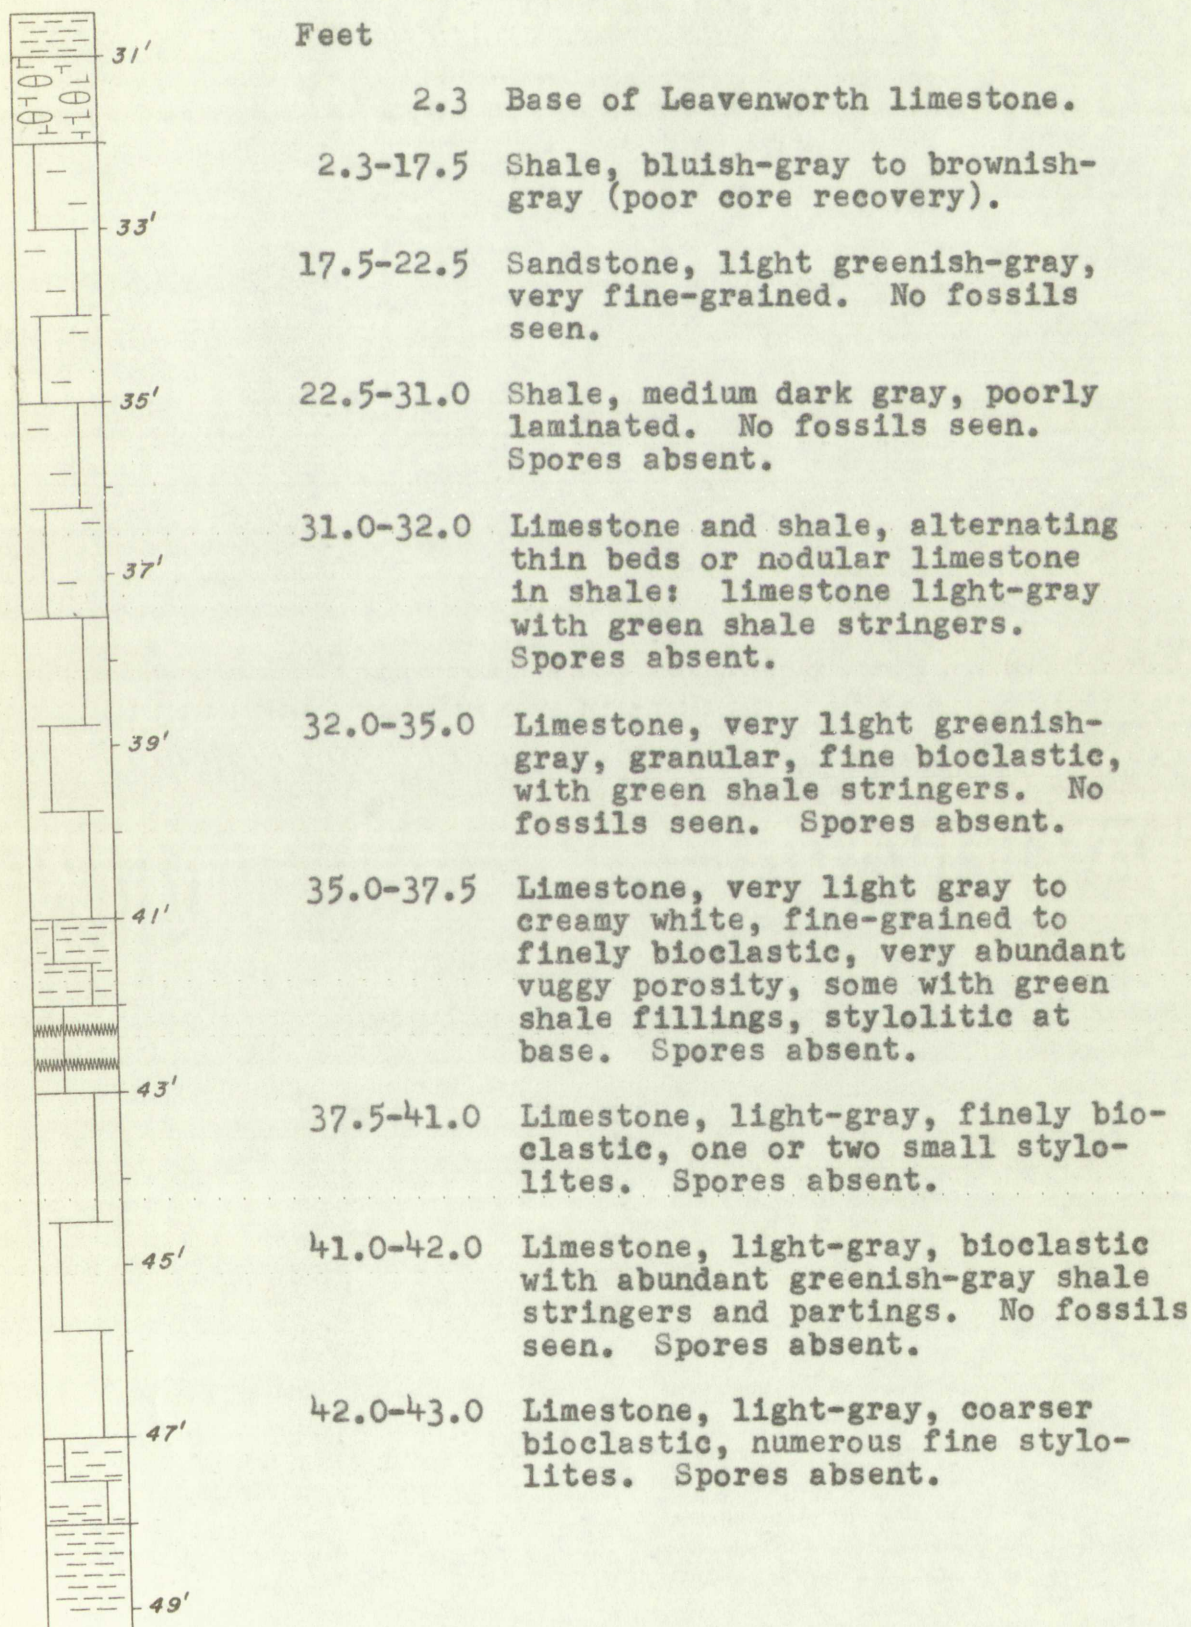 Feet
2.3 Base of Leavenworth limestone.
2.3-17.5 Shale, bluish-gray to brownish-
gray (poor core recovery).
17.5-22.5 Sandstone, light greenish-gray,
very fine-grained. No fossils
seen.
22.5-31.0 Shale, medium dark gray, poorly
laminated. No fossils seen.
Spores absent.
31.0-32.0 Limestone and shale, alternating
thin beds or nodular limestone
in shale: limestone light-gray
with green shale stringers.
Spores absent.
32.0-35.0 Limestone, very light greenish-
gray, granular, fine bioclastic,
with green shale stringers. No
fossils seen. Spores absent.
35.0-37.5 Limestone, very light gray to
creamy white, fine-grained to
finely bioclastic, very abundant
vuggy porosity, some with green
shale fillings, stylolitic at
base. Spores absent.
37.5-41.0 Limestone, light-gray, finely bio-
clastic, one or two small stylo-
lites. Spores absent.
41.0-42.0 Limestone, light-gray, bioclastic
with abundant greenish-gray shale
stringers and partings. No fossils
seen. Spores absent.
42.0-43.0 Limestone, light-gray, coarser
bioclastic, numerous fine stylo-
lites. Spores absent.
31'
33'
35'
37'
39'
41'
43'
45'
47'
49'